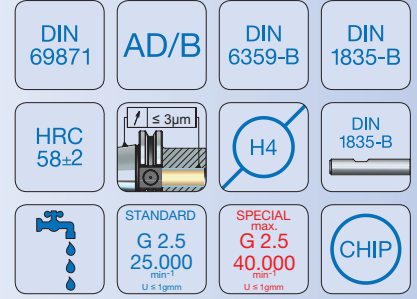 DIN
69871
AD/B
DIN
6359-B
DIN
1835-B
HRC
58±2
≤ 3µm
H4
DIN
1835-B
STANDARD
G 2.5
25.000
min-1
U ≤ 1gmm
SPECIAL
max.
G 2.5
40.000
min-1
U ≤ 1gmm
CHIP